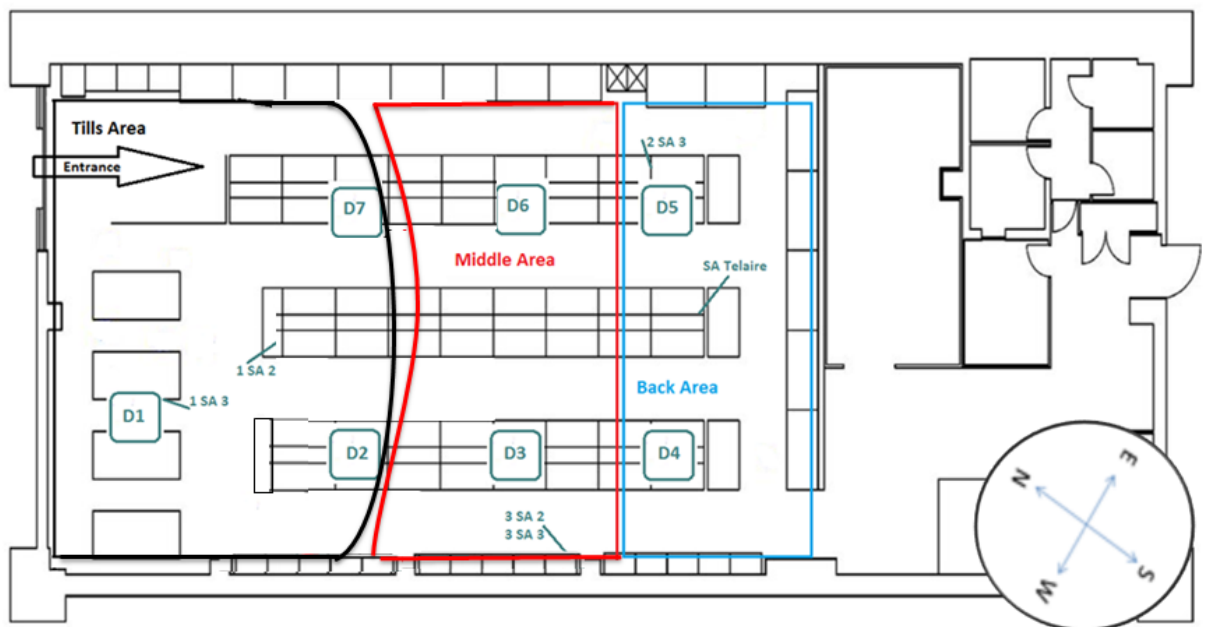 Tills Area
Entrance
2 SA 3
D7
D6
D5
Middle Area
SA Telaire
1 SA 2
Back Area
1 SA 3
D1
D2
D3
D4
3 SA 2
3 SA 3
E
N
S
W